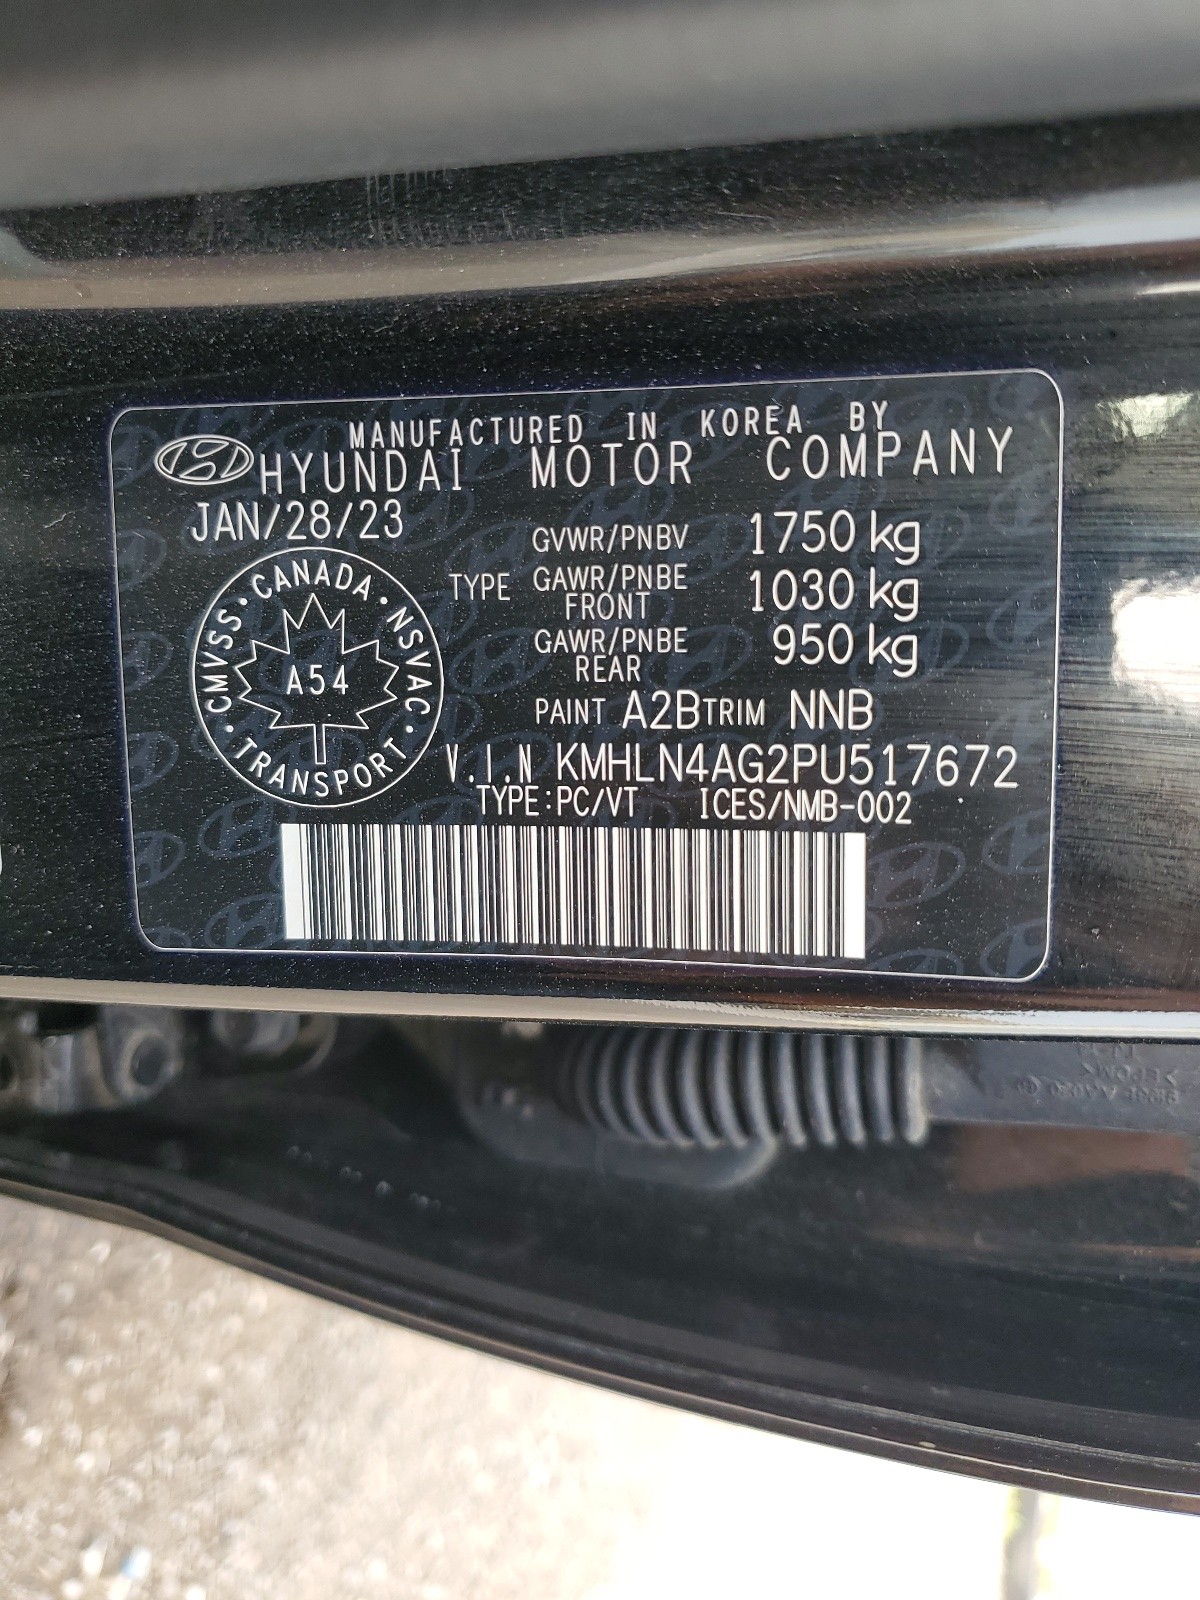 MANUFACTURED IN KOREA BY
HYUNDAI MOTOR COMPANY
JAN/28/23
GVWR/PNBV 1750 kg
TYPE GAWR/PNBE FRONT 1030 kg
GAWR/PNBE REAR 950 kg
PAINT A2B TRIM NNB
V.I.N KMHLN4AG2PU517672
TYPE:PC/VT ICES/NMB-002
CMVSS · CANADA · NSVAC · TRANSPORT ·
A54
>EPDM<